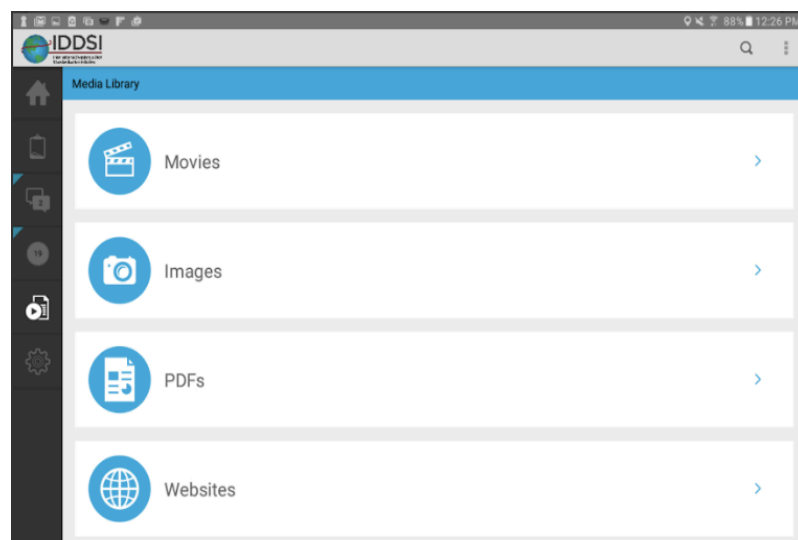 88% 12:26 PM
IDDSI
Media Library
Movies
Images
PDFs
Websites